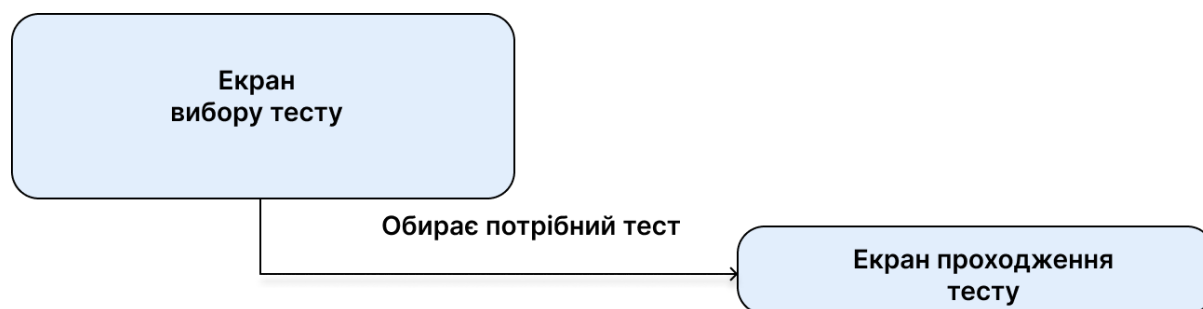 Екран
вибору тесту
Обирає потрібний тест
Екран проходження
тесту